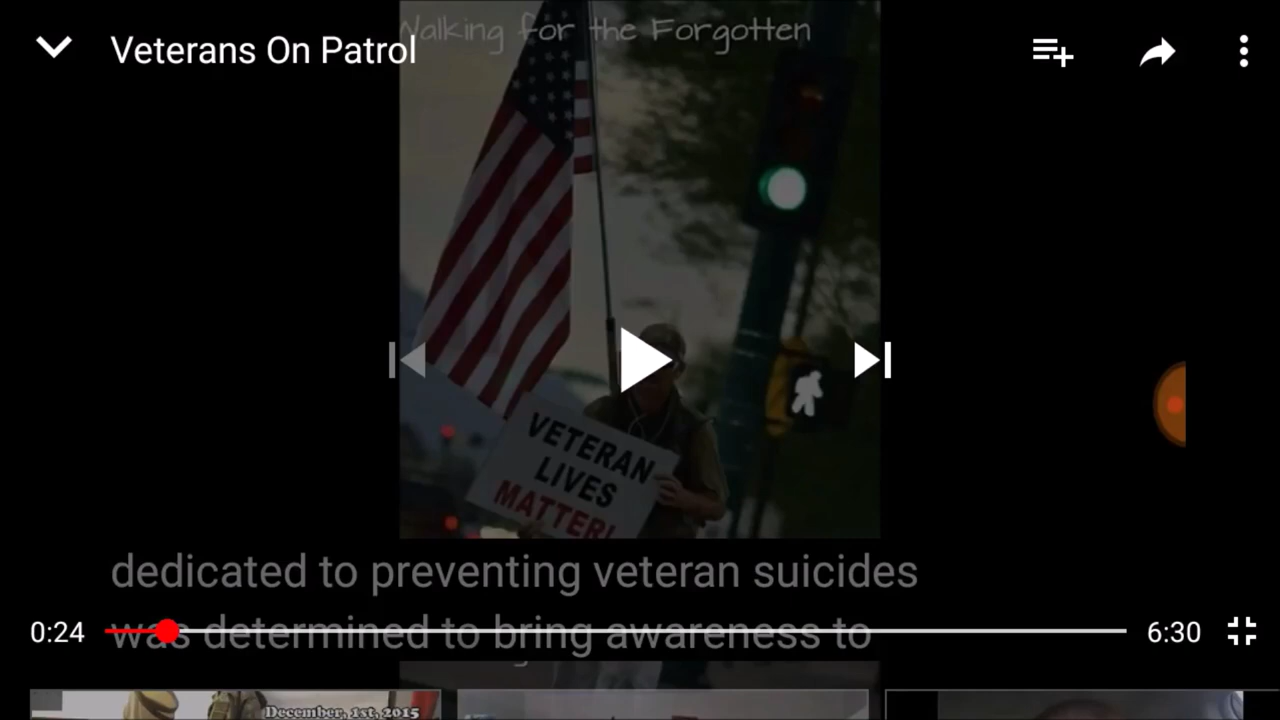 Walking for the Forgotten
Veterans On Patrol
VETERAN
LIVES
MATTER!
dedicated to preventing veteran suicides
was determined to bring awareness to
0:24
6:30
December, 1st, 2015